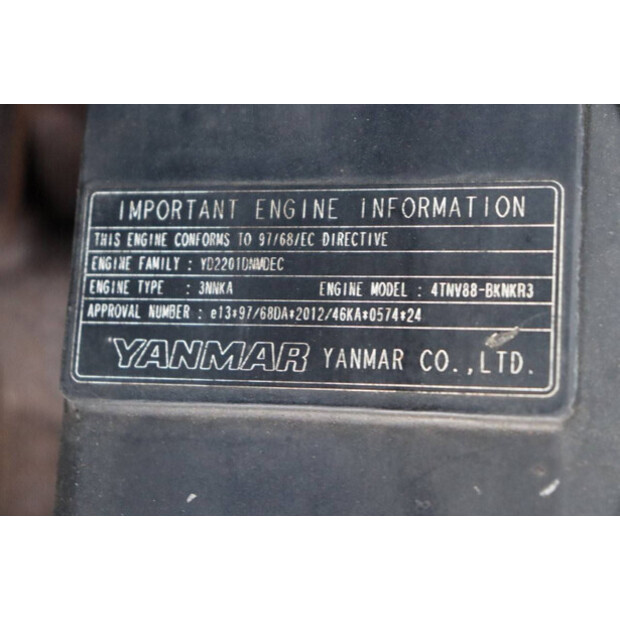 IMPORTANT ENGINE INFORMATION
THIS ENGINE CONFORMS TO 97/68/EC DIRECTIVE
ENGINE FAMILY : YD2201DNMDEC
ENGINE TYPE : 3NNKA ENGINE MODEL : 4TNV88-BKNKR3
APPROVAL NUMBER : e13*97/68DA*2012/46KA*0574*24
YANMAR YANMAR CO.,LTD.